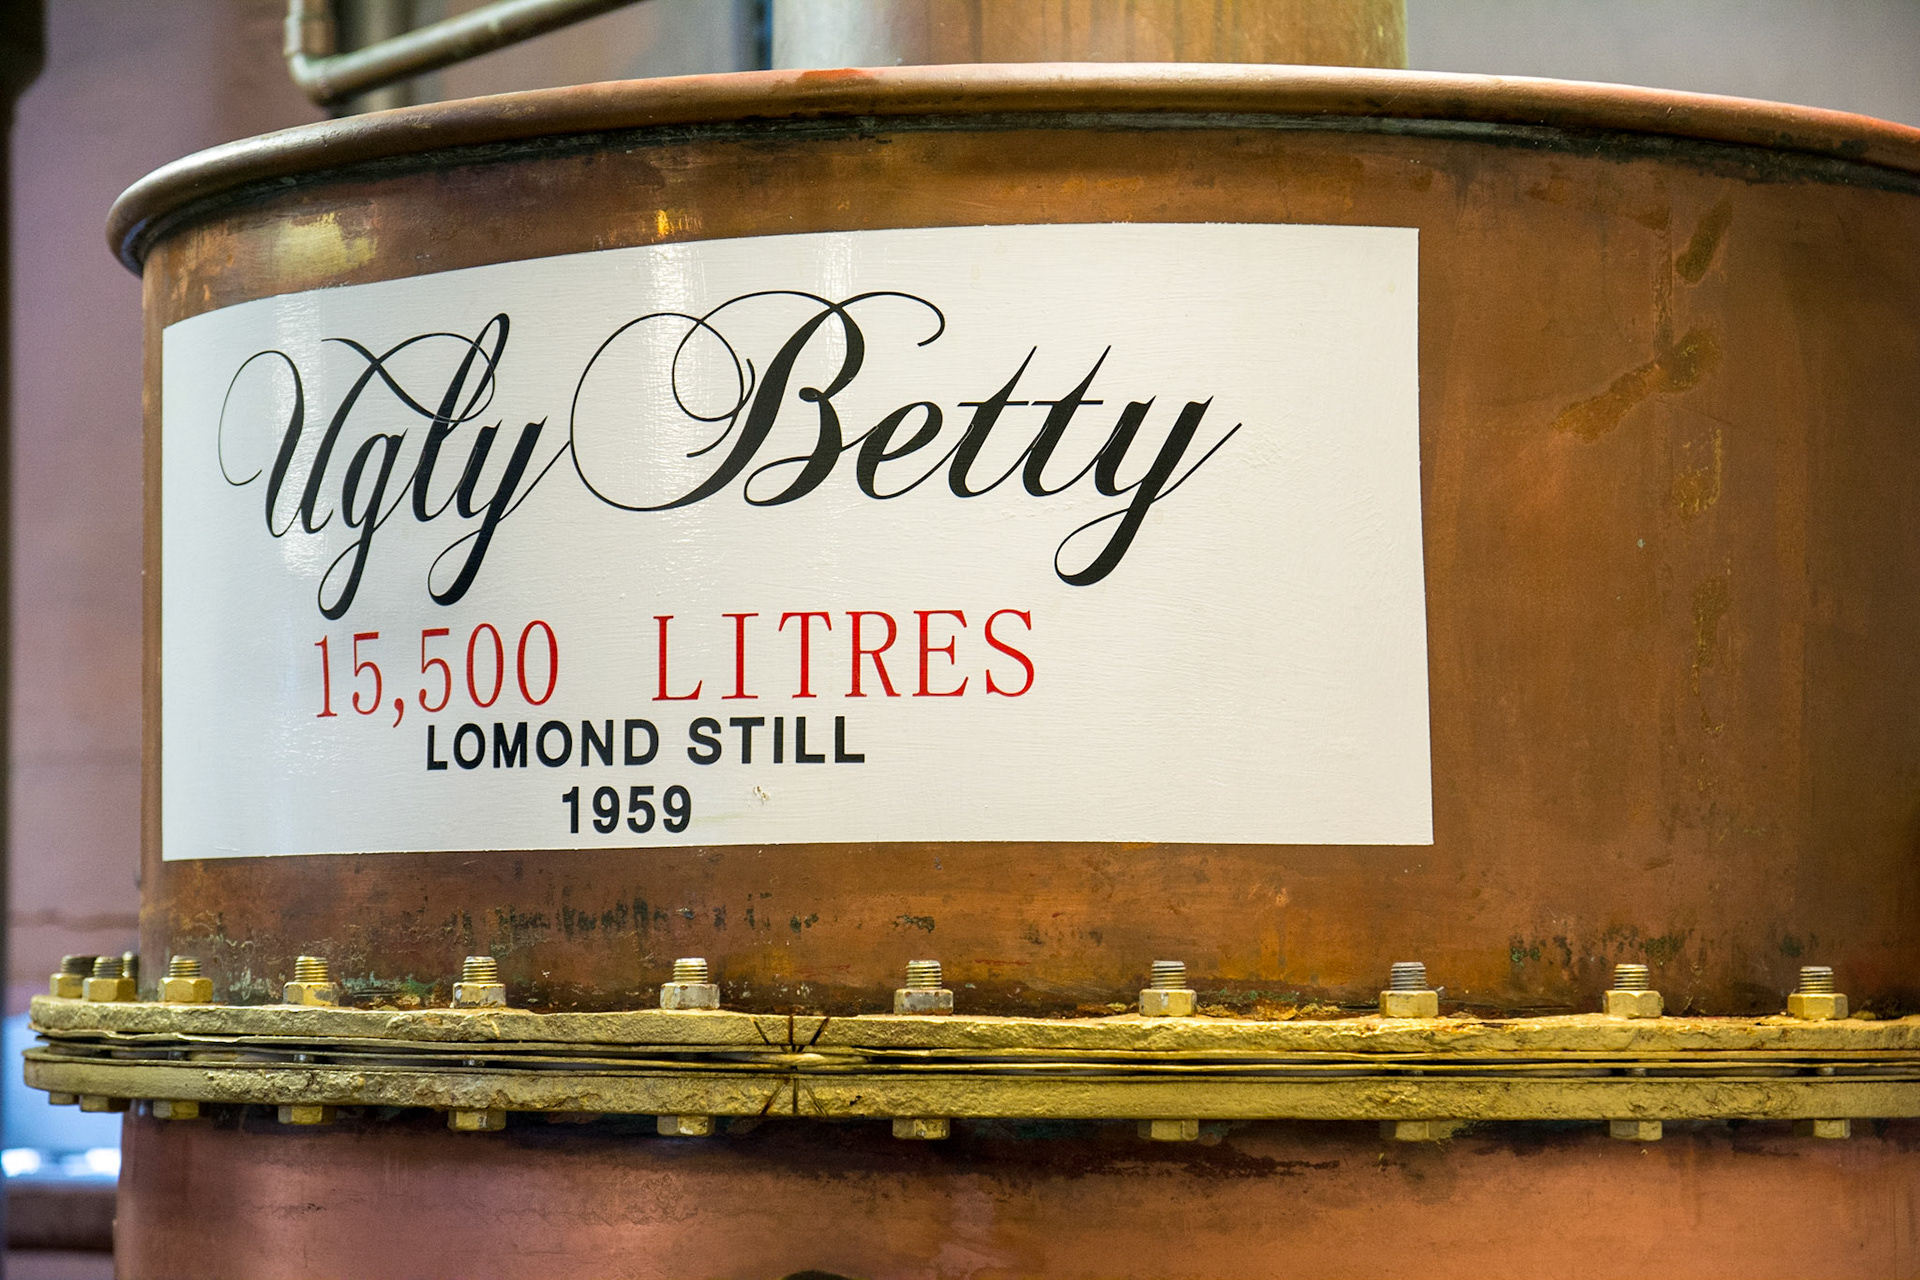 Ugly Betty
15,500 LITRES
LOMOND STILL
1959